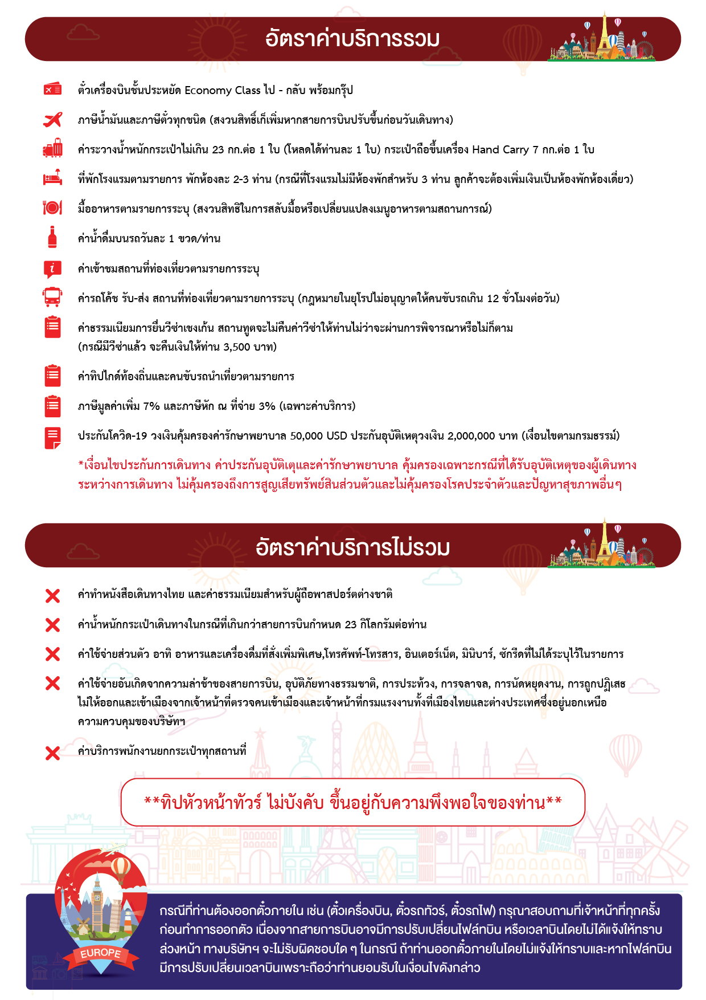 อัตราค่าบริการรวม
ตั๋วเครื่องบินชั้นประหยัด Economy Class ไป - กลับ พร้อมกรุ๊ป
ภาษีน้ำมันและภาษีตั๋วทุกชนิด (สงวนสิทธิ์เก็เพิ่มหากสายการบินปรับขึ้นก่อนวันเดินทาง)
ค่าระวางน้ำหนักกระเป๋าไม่เกิน 23 กก.ต่อ 1 ใบ (โหลดได้ท่านละ 1 ใบ) กระเป๋าถือขึ้นเครื่อง Hand Carry 7 กก.ต่อ 1 ใบ
ที่พักโรงแรมตามรายการ พักห้องละ 2-3 ท่าน (กรณีที่โรงแรมไม่มีห้องพักสำหรับ 3 ท่าน ลูกค้าจะต้องเพิ่มเงินเป็นห้องพักห้องเดี่ยว)
มื้ออาหารตามรายการระบุ (สงวนสิทธิในการสลับมื้อหรือเปลี่ยนแปลงเมนูอาหารตามสถานการณ์)
ค่าน้ำดื่มบนรถวันละ 1 ขวด/ท่าน
ค่าเข้าชมสถานที่ท่องเที่ยวตามรายการระบุ
ค่ารถโค้ช รับ-ส่ง สถานที่ท่องเที่ยวตามรายการระบุ (กฎหมายในยุโรปไม่อนุญาตให้คนขับรถเกิน 12 ชั่วโมงต่อวัน)
ค่าธรรมเนียมการยื่นวีซ่าเชงเก้น สถานทูตจะไม่คืนค่าวีซ่าให้ท่านไม่ว่าจะผ่านการพิจารณาหรือไม่ก็ตาม
(กรณีมีวีซ่าแล้ว จะคืนเงินให้ท่าน 3,500 บาท)
ค่าทิปไกด์ท้องถิ่นและคนขับรถนำเที่ยวตามรายการ
ภาษีมูลค่าเพิ่ม 7% และภาษีหัก ณ ที่จ่าย 3% (เฉพาะค่าบริการ)
ประกันโควิด-19 วงเงินคุ้มครองค่ารักษาพยาบาล 50,000 USD ประกันอุบัติเหตุวงเงิน 2,000,000 บาท (เงื่อนไขตามกรมธรรม์)
*เงื่อนไขประกันการเดินทาง ค่าประกันอุบัติเตุและค่ารักษาพยาบาล คุ้มครองเฉพาะกรณีที่ได้รับอุบัติเหตุของผู้เดินทาง
ระหว่างการเดินทาง ไม่คุ้มครองถึงการสูญเสียทรัพย์สินส่วนตัวและไม่คุ้มครองโรคประจำตัวและปัญหาสุขภาพอื่นๆ
อัตราค่าบริการไม่รวม
ค่าทำหนังสือเดินทางไทย และค่าธรรมเนียมสำหรับผู้ถือพาสปอร์ตต่างชาติ
ค่าน้ำหนักกระเป๋าเดินทางในกรณีที่เกินกว่าสายการบินกำหนด 23 กิโลกรัมต่อท่าน
ค่าใช้จ่ายส่วนตัว อาทิ อาหารและเครื่องดื่มที่สั่งเพิ่มพิเศษ,โทรศัพท์-โทรสาร, อินเตอร์เน็ต, มินิบาร์, ซักรีดที่ไม่ได้ระบุไว้ในรายการ
ค่าใช้จ่ายอันเกิดจากความล่าช้าของสายการบิน, อุบัติภัยทางธรรมชาติ, การประท้วง, การจลาจล, การนัดหยุดงาน, การถูกปฏิเสธ
ไม่ให้ออกและเข้าเมืองจากเจ้าหน้าที่ตรวจคนเข้าเมืองและเจ้าหน้าที่กรมแรงงานทั้งที่เมืองไทยและต่างประเทศซึ่งอยู่นอกเหนือ
ความควบคุมของบริษัทฯ
ค่าบริการพนักงานยกกระเป๋าทุกสถานที่
**ทิปหัวหน้าทัวร์ ไม่บังคับ ขึ้นอยู่กับความพึงพอใจของท่าน**
กรณีที่ท่านต้องออกตั๋วภายใน เช่น (ตั๋วเครื่องบิน, ตั๋วรถทัวร์, ตั๋วรถไฟ) กรุณาสอบถามที่เจ้าหน้าที่ทุกครั้ง
ก่อนทำการออกตัว เนื่องจากสายการบินอาจมีการปรับเปลี่ยนไฟล์ทบิน หรือเวลาบินโดยไม่ได้แจ้งให้ทราบ
ล่วงหน้า ทางบริษัทฯ จะไม่รับผิดชอบใด ๆ ในกรณี ถ้าท่านออกตั๋วภายในโดยไม่แจ้งให้ทราบและหากไฟล์ทบิน
มีการปรับเปลี่ยนเวลาบินเพราะถือว่าท่านยอมรับในเงื่อนไขดังกล่าว
EUROPE